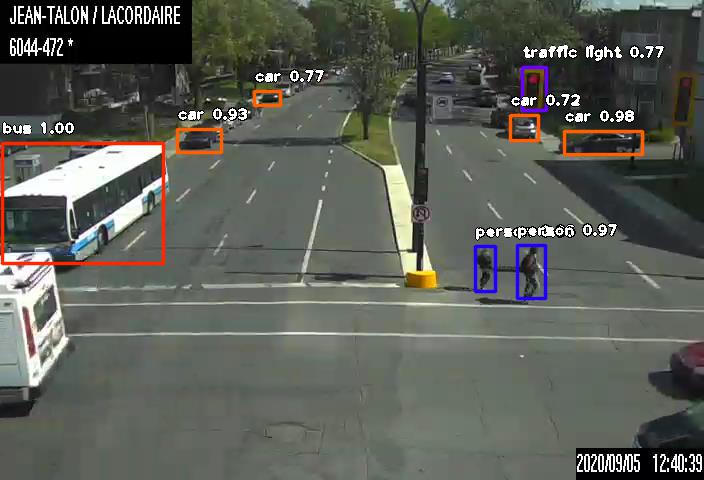 JEAN-TALON / LACORDAIRE
6044-472 *
traffic light 0.77
car 0.77
car 0.72
car 0.93
car 0.98
bus 1.00
person 0.97
2020/09/05 12:40:39